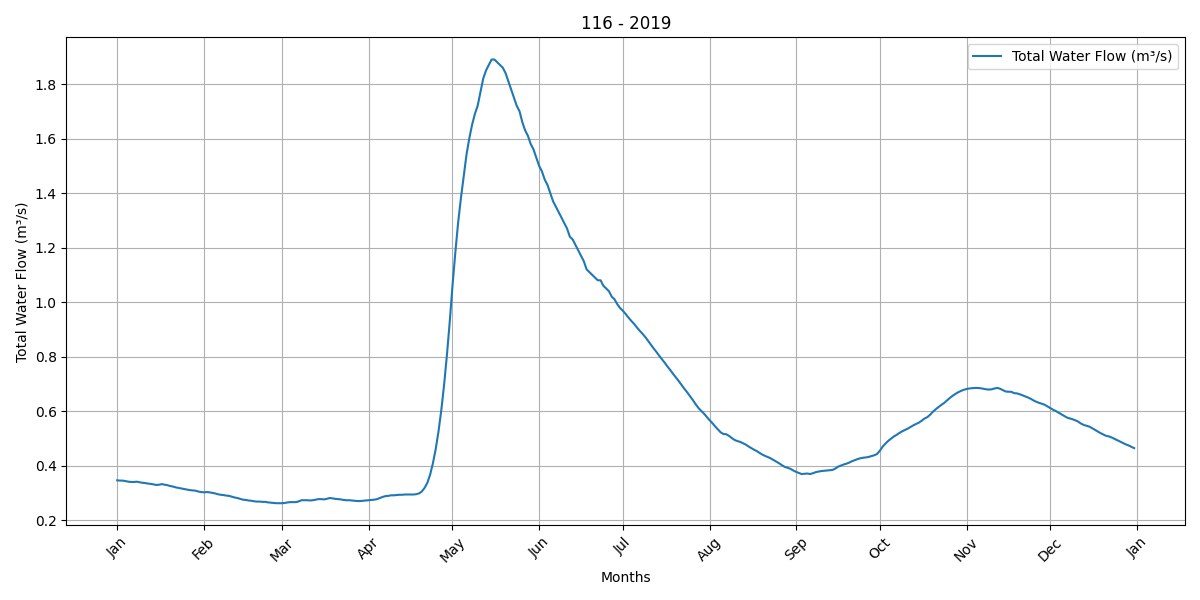 116 - 2019
Total Water Flow (m³/s)
Total Water Flow (m³/s)
1.8
1.6
1.4
1.2
1.0
0.8
0.6
0.4
0.2
Jan Feb Mar Apr May Jun Jul Aug Sep Oct Nov Dec Jan
Months